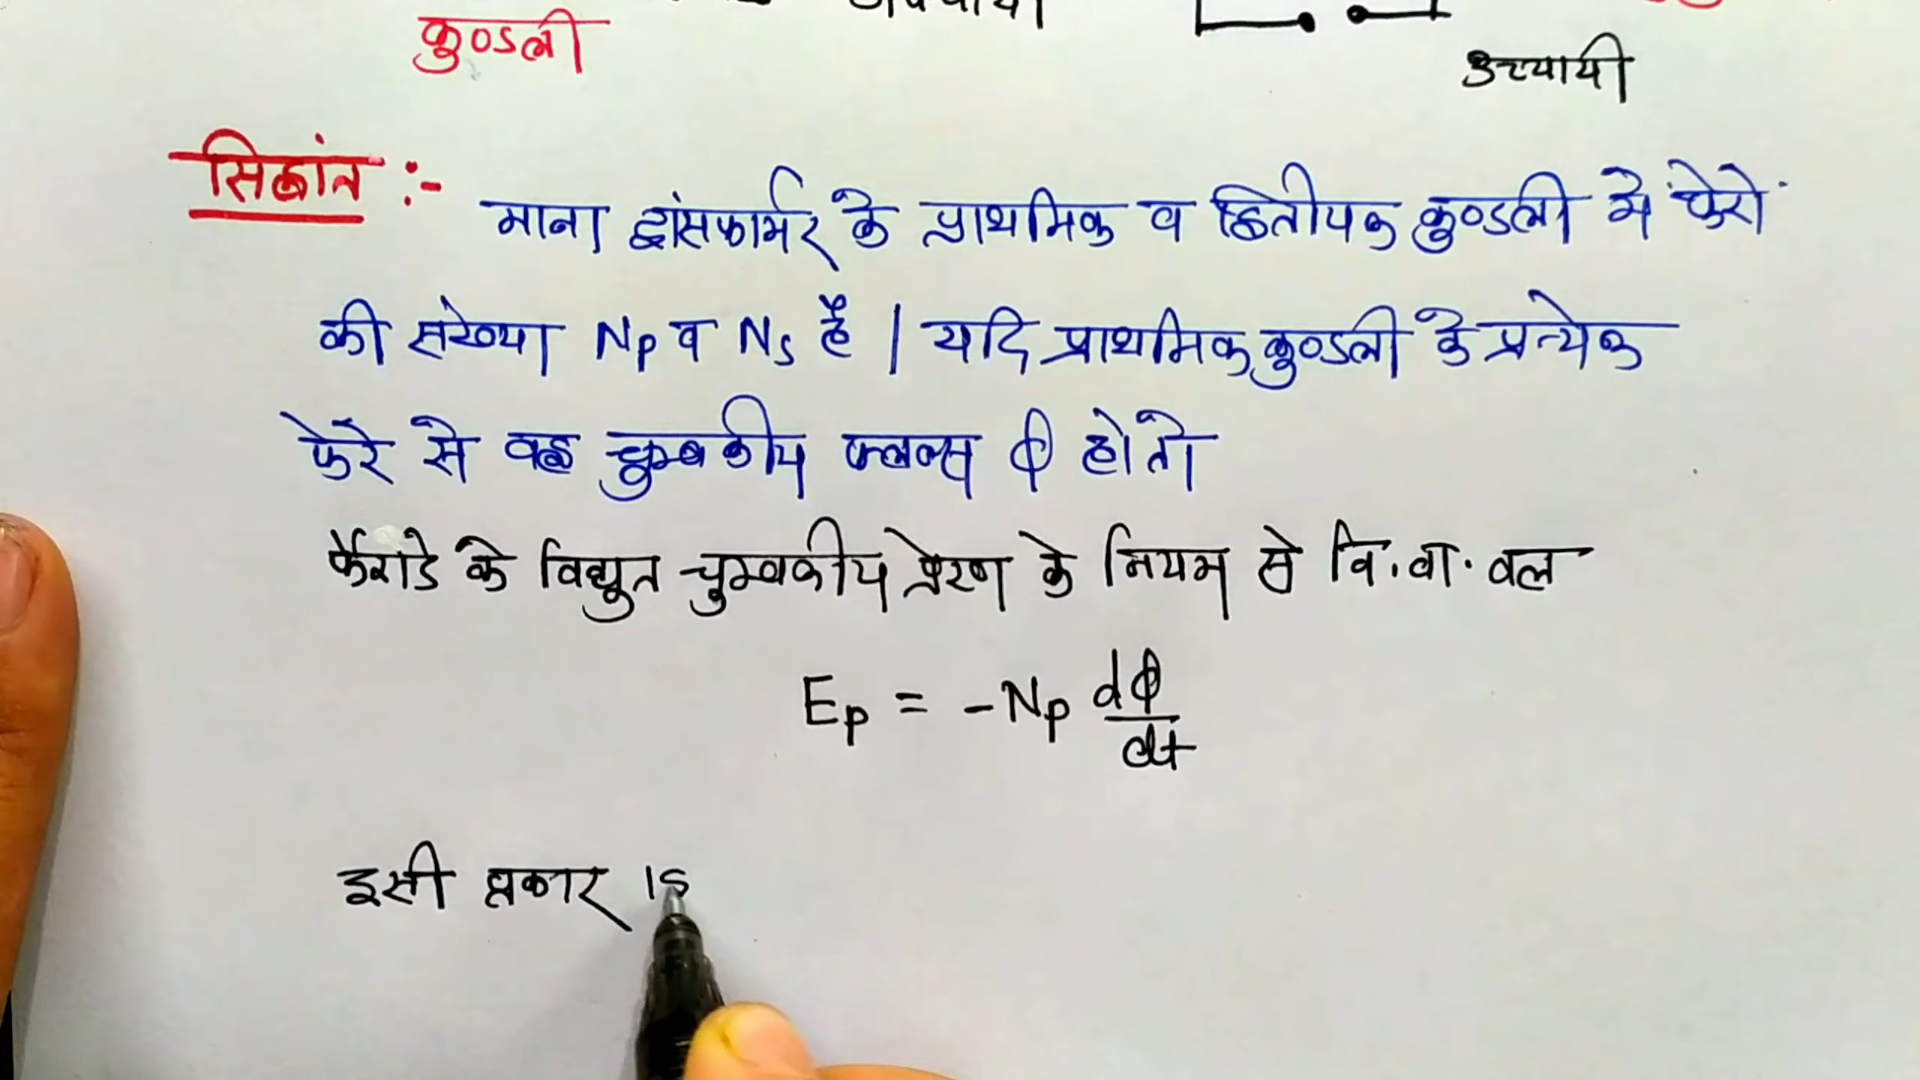 कुण्डली
उच्चायी
सिद्धांत :-
माना ट्रांसफार्मर के प्राथमिक व द्वितीयक कुण्डली मे फेरो
की संख्या Np व Ns है | यदि प्राथमिक कुण्डली के प्रत्येक
फेरे से बद्ध चुम्बकीय फ्लक्स ϕ हो तो
फैराडे के विद्युत चुम्बकीय प्रेरण के नियम से वि.वा.बल
Ep = -Np dϕ/dt
इसी प्रकार